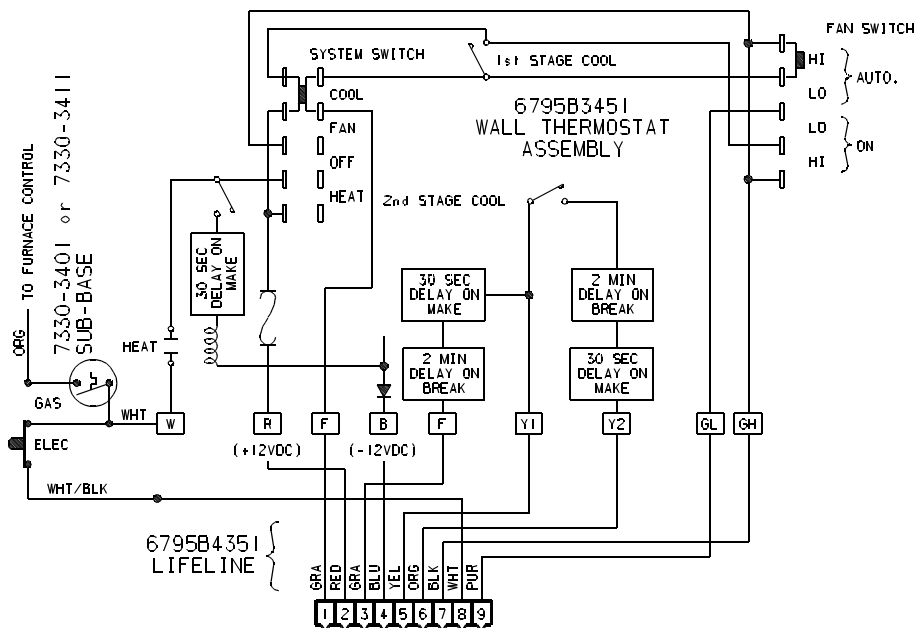 FAN SWITCH
SYSTEM SWITCH
1st STAGE COOL
HI
AUTO.
LO
COOL
6795B3451
WALL THERMOSTAT
ASSEMBLY
FAN
LO
ON
HI
OFF
HEAT
2nd STAGE COOL
TO FURNACE CONTROL
7330-3401 or 7330-3411
SUB-BASE
30 SEC
DELAY ON
MAKE
30 SEC
DELAY ON
MAKE
2 MIN
DELAY ON
BREAK
ORG
HEAT
2 MIN
DELAY ON
BREAK
30 SEC
DELAY ON
MAKE
GAS
WHT
W
R
F
B
F
Y1
Y2
GL
GH
ELEC
(+12VDC)
(-12VDC)
WHT/BLK
6795B4351
LIFELINE
GRA
RED
GRA
BLU
YEL
ORG
BLK
WHT
PUR
1 2 3 4 5 6 7 8 9